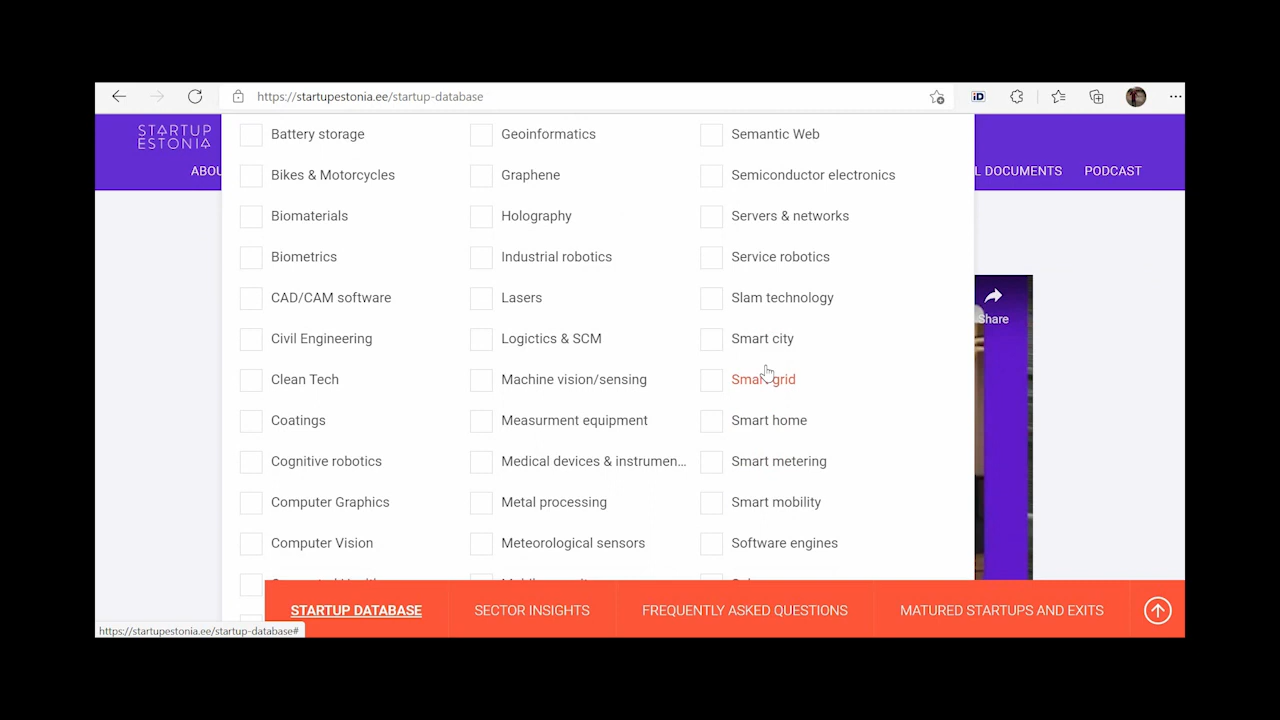 https://startupestonia.ee/startup-database
iD
STARTUP
ESTONIA
ABOU
L DOCUMENTS
PODCAST
Battery storage
Geoinformatics
Semantic Web
Bikes & Motorcycles
Graphene
Semiconductor electronics
Biomaterials
Holography
Servers & networks
Biometrics
Industrial robotics
Service robotics
CAD/CAM software
Lasers
Slam technology
Share
Civil Engineering
Logictics & SCM
Smart city
Clean Tech
Machine vision/sensing
Smart grid
Coatings
Measurment equipment
Smart home
Cognitive robotics
Medical devices & instrumen...
Smart metering
Computer Graphics
Metal processing
Smart mobility
Computer Vision
Meteorological sensors
Software engines
STARTUP DATABASE
SECTOR INSIGHTS
FREQUENTLY ASKED QUESTIONS
MATURED STARTUPS AND EXITS
https://startupestonia.ee/startup-database#